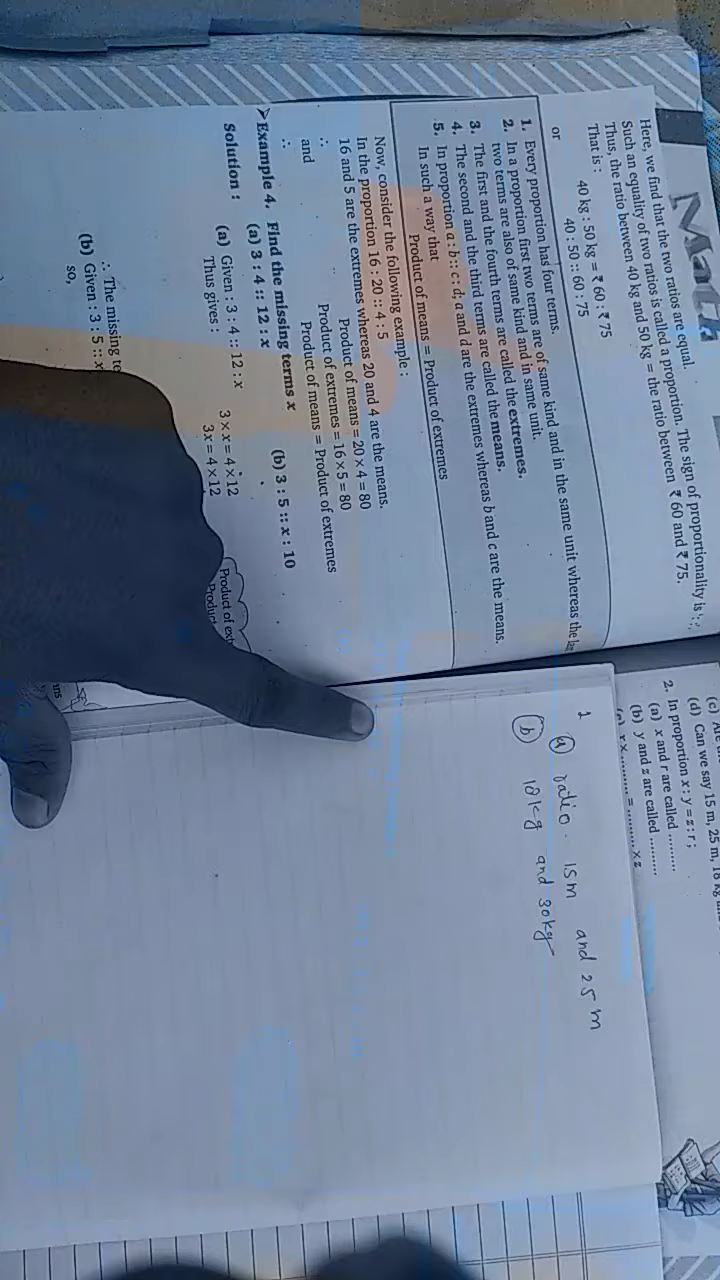 Math
Here, we find that the two ratios are equal.
Such an equality of two ratios is called a proportion. The sign of proportionality is '::'
Thus, the ratio between 40 kg and 50 kg = the ratio between ₹ 60 and ₹ 75.
That is :
40 kg : 50 kg = ₹ 60 : ₹ 75
or 40 : 50 :: 60 : 75
1. Every proportion has four terms.
2. In a proportion first two terms are of same kind and in the same unit whereas the
two terms are also of same kind and in same unit.
3. The first and the fourth terms are called the extremes.
4. The second and the third terms are called the means.
5. In proportion a : b :: c : d; a and d are the extremes whereas b and c are the means.
In such a way that
Product of means = Product of extremes
Now, consider the following example :
In the proportion 16 : 20 :: 4 : 5
16 and 5 are the extremes whereas 20 and 4 are the means.
∴ Product of means = 20 × 4 = 80
and Product of extremes = 16 × 5 = 80
∴ Product of means = Product of extremes
➤Example 4. Find the missing terms x
(a) 3 : 4 :: 12 : x (b) 3 : 5 :: x : 10
Solution :
(a) Given : 3 : 4 :: 12 : x
Thus gives : 3 × x = 4 × 12
3x = 4 × 12
Product of
Product
∴ The missing
(b) Given : 3 : 5 :: x
so,
(d) Can we say 15 m, 25 m, 18 kg
2. In proportion x : y = z : r ;
(a) x and r are called ..........
(b) y and z are called ..........
= .......... × z
1 (a) ratio. 15m and 25 m
(b) 18kg and 30kg